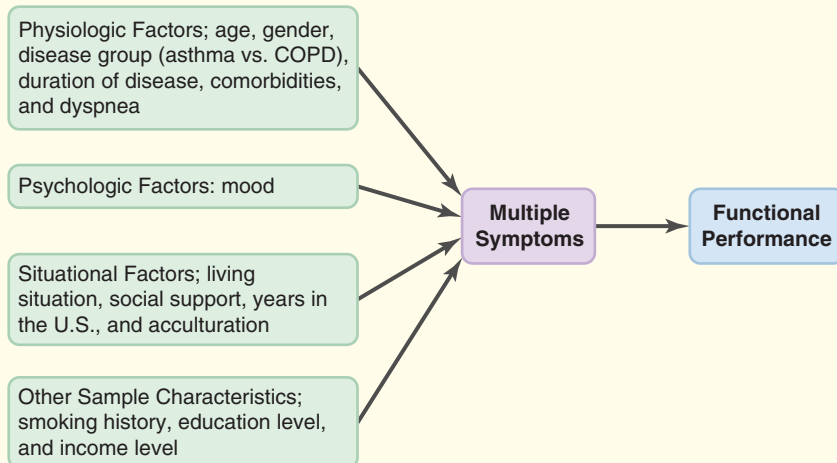 Physiologic Factors; age, gender,
disease group (asthma vs. COPD),
duration of disease, comorbidities,
and dyspnea
Psychologic Factors: mood
Situational Factors; living
situation, social support, years in
the U.S., and acculturation
Other Sample Characteristics;
smoking history, education level,
and income level
Multiple
Symptoms
Functional
Performance